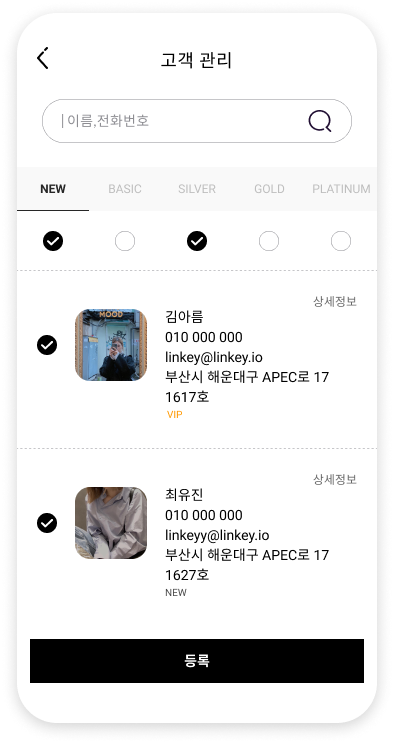 고객 관리
이름,전화번호
NEW BASIC SILVER GOLD PLATINUM
상세정보
MOOD
김아름
010 000 000
linkey@linkey.io
부산시 해운대구 APEC로 17
1617호
VIP
상세정보
최유진
010 000 000
linkeyy@linkey.io
부산시 해운대구 APEC로 17
1627호
NEW
등록